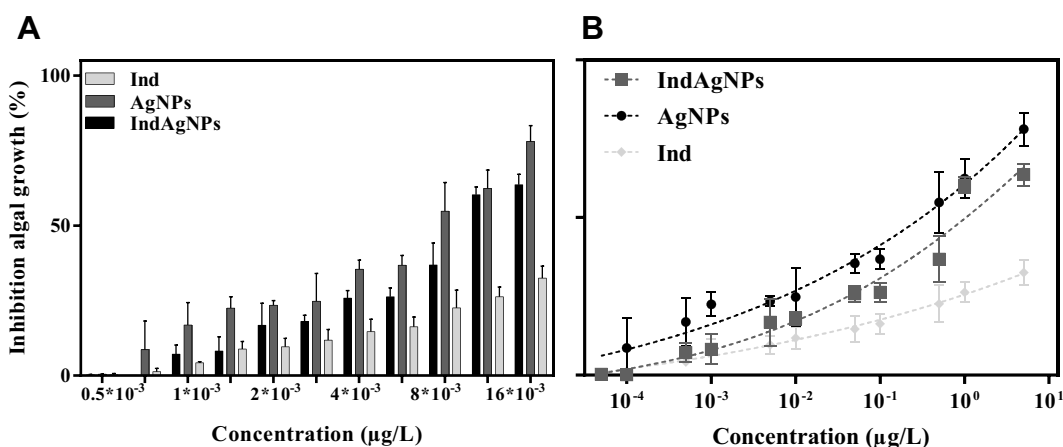 A
Inhibition algal growth (%)
100
50
0
Ind
AgNPs
IndAgNPs
0.5*10⁻³ 1*10⁻³ 2*10⁻³ 4*10⁻³ 8*10⁻³ 16*10⁻³
Concentration (µg/L)
B
IndAgNPs
AgNPs
Ind
10⁻⁴ 10⁻³ 10⁻² 10⁻¹ 10⁰ 10¹
Concentration (µg/L)